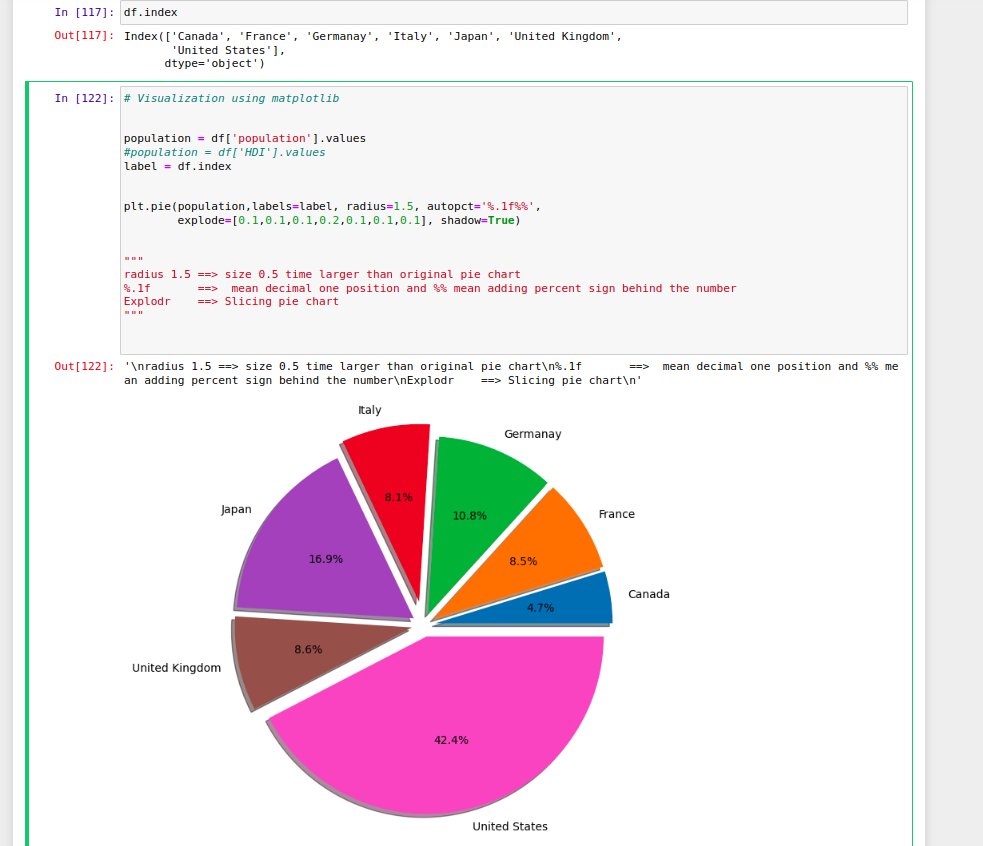 In [117]: df.index
Out[117]: Index(['Canada', 'France', 'Germanay', 'Italy', 'Japan', 'United Kingdom',
'United States'],
dtype='object')
In [122]: # Visualization using matplotlib
population = df['population'].values
#population = df['HDI'].values
label = df.index
plt.pie(population,labels=label, radius=1.5, autopct='%.1f%%',
explode=[0.1,0.1,0.1,0.2,0.1,0.1,0.1], shadow=True)
"""
radius 1.5 ==> size 0.5 time larger than original pie chart
%.1f       ==>  mean decimal one position and %% mean adding percent sign behind the number
Explodr    ==> Slicing pie chart
"""
Out[122]: '\nradius 1.5 ==> size 0.5 time larger than original pie chart\n%.1f       ==>  mean decimal one position and %% me
an adding percent sign behind the number\nExplodr    ==> Slicing pie chart\n'
Italy
Germanay
8.1%
Japan
10.8%
France
16.9%
8.5%
Canada
4.7%
8.6%
United Kingdom
42.4%
United States